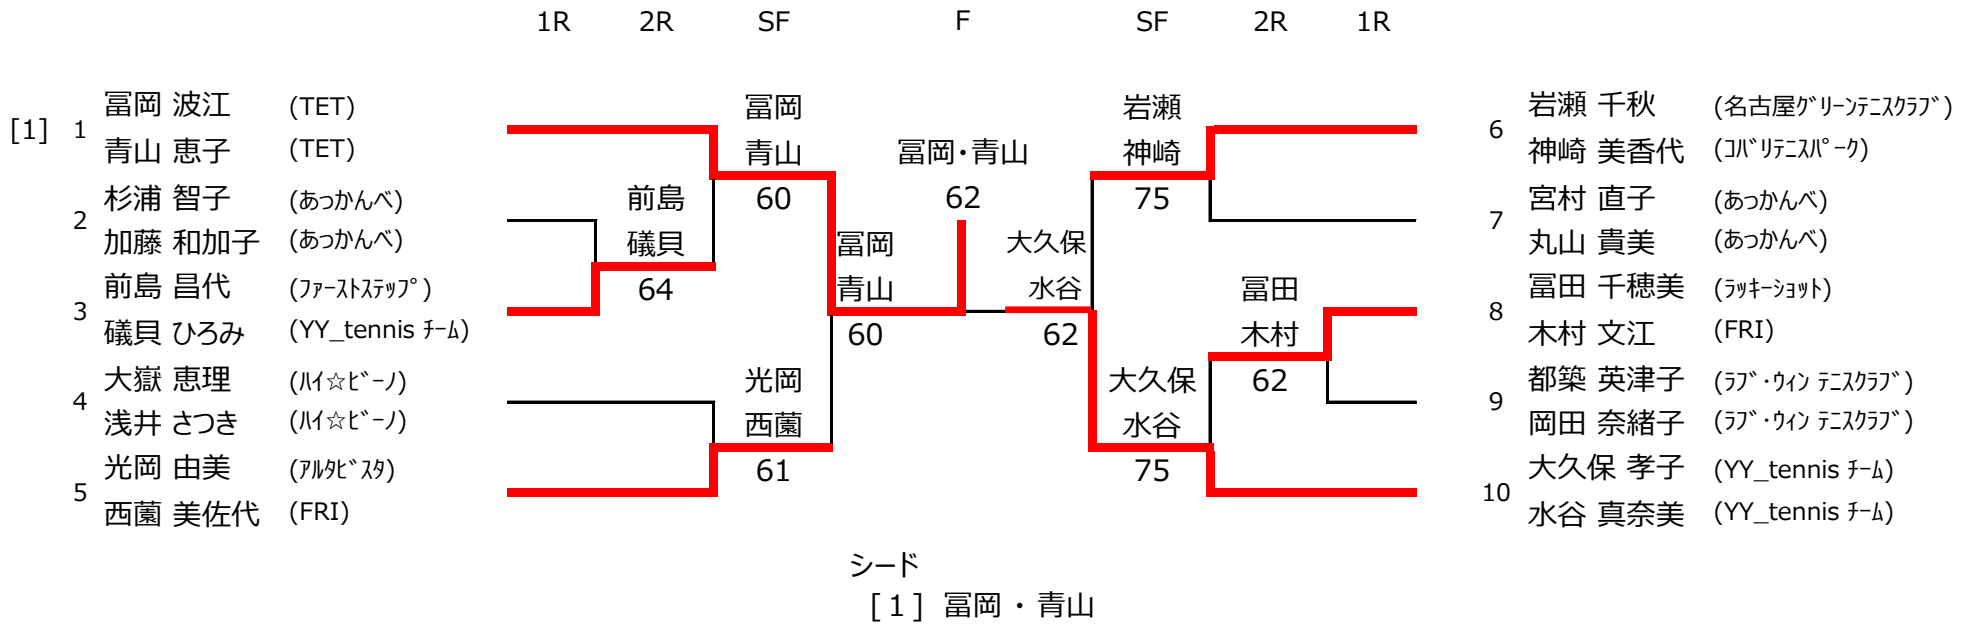 1R 2R SF F SF 2R 1R
[1] 1 冨岡 波江 (TET)
青山 恵子 (TET)
2 杉浦 智子 (あっかんべ)
加藤 和加子 (あっかんべ)
3 前島 昌代 (ﾌｧｰｽﾄｽﾃｯﾌﾟ)
礒貝 ひろみ (YY_tennis ﾁｰﾑ)
4 大嶽 恵理 (ﾊｲ☆ﾋﾞｰﾉ)
浅井 さつき (ﾊｲ☆ﾋﾞｰﾉ)
5 光岡 由美 (ｱﾙﾀﾋﾞｽﾀ)
西薗 美佐代 (FRI)
前島
礒貝
64
冨岡
青山
60
光岡
西薗
61
冨岡
青山
60
冨岡・青山
62
大久保
水谷
62
岩瀬
神崎
75
大久保
水谷
75
冨田
木村
62
6 岩瀬 千秋 (名古屋ｸﾞﾘｰﾝﾃﾆｽｸﾗﾌﾞ)
神崎 美香代 (ｺﾊﾞﾘﾃﾆｽﾊﾟｰｸ)
7 宮村 直子 (あっかんべ)
丸山 貴美 (あっかんべ)
8 冨田 千穂美 (ﾗｯｷｰｼｮｯﾄ)
木村 文江 (FRI)
9 都築 英津子 (ﾗﾌﾞ・ｳｨﾝ ﾃﾆｽｸﾗﾌﾞ)
岡田 奈緒子 (ﾗﾌﾞ・ｳｨﾝ ﾃﾆｽｸﾗﾌﾞ)
10 大久保 孝子 (YY_tennis ﾁｰﾑ)
水谷 真奈美 (YY_tennis ﾁｰﾑ)
シード
[１] 冨岡 ・ 青山